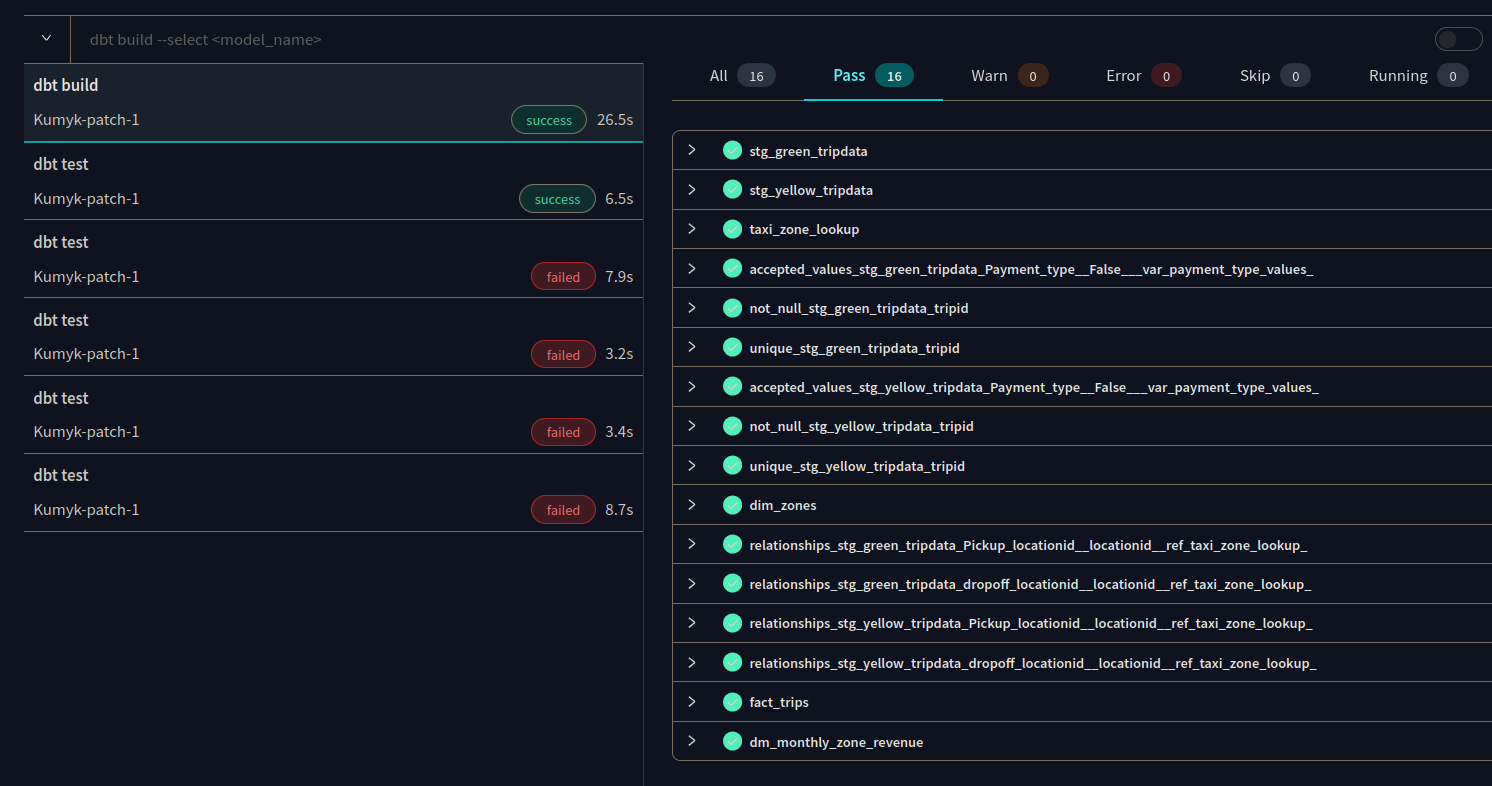 dbt build --select <model_name>
dbt build
Kumyk-patch-1 success 26.5s
dbt test
Kumyk-patch-1 success 6.5s
dbt test
Kumyk-patch-1 failed 7.9s
dbt test
Kumyk-patch-1 failed 3.2s
dbt test
Kumyk-patch-1 failed 3.4s
dbt test
Kumyk-patch-1 failed 8.7s
All 16 Pass 16 Warn 0 Error 0 Skip 0 Running 0
stg_green_tripdata
stg_yellow_tripdata
taxi_zone_lookup
accepted_values_stg_green_tripdata_Payment_type__False___var_payment_type_values_
not_null_stg_green_tripdata_tripid
unique_stg_green_tripdata_tripid
accepted_values_stg_yellow_tripdata_Payment_type__False___var_payment_type_values_
not_null_stg_yellow_tripdata_tripid
unique_stg_yellow_tripdata_tripid
dim_zones
relationships_stg_green_tripdata_Pickup_locationid__locationid__ref_taxi_zone_lookup_
relationships_stg_green_tripdata_dropoff_locationid__locationid__ref_taxi_zone_lookup_
relationships_stg_yellow_tripdata_Pickup_locationid__locationid__ref_taxi_zone_lookup_
relationships_stg_yellow_tripdata_dropoff_locationid__locationid__ref_taxi_zone_lookup_
fact_trips
dm_monthly_zone_revenue